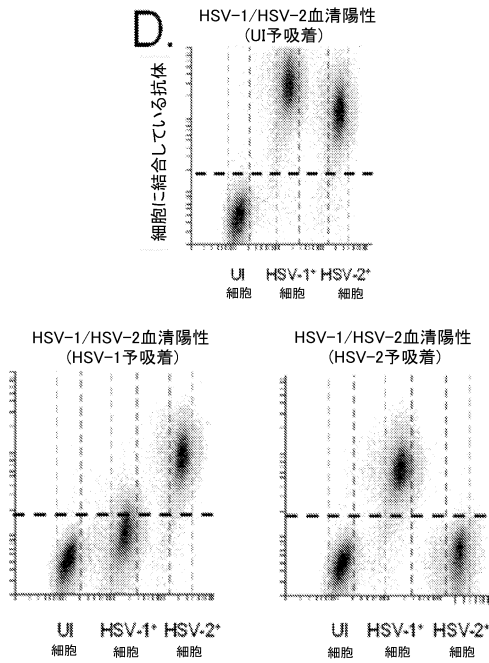 D.
HSV-1/HSV-2血清陽性
(UI予吸着)
細胞に結合している抗体
UI HSV-1⁺ HSV-2⁺
細胞 細胞 細胞
HSV-1/HSV-2血清陽性
(HSV-1予吸着)
UI HSV-1⁺ HSV-2⁺
細胞 細胞 細胞
HSV-1/HSV-2血清陽性
(HSV-2予吸着)
UI HSV-1⁺ HSV-2⁺
細胞 細胞 細胞